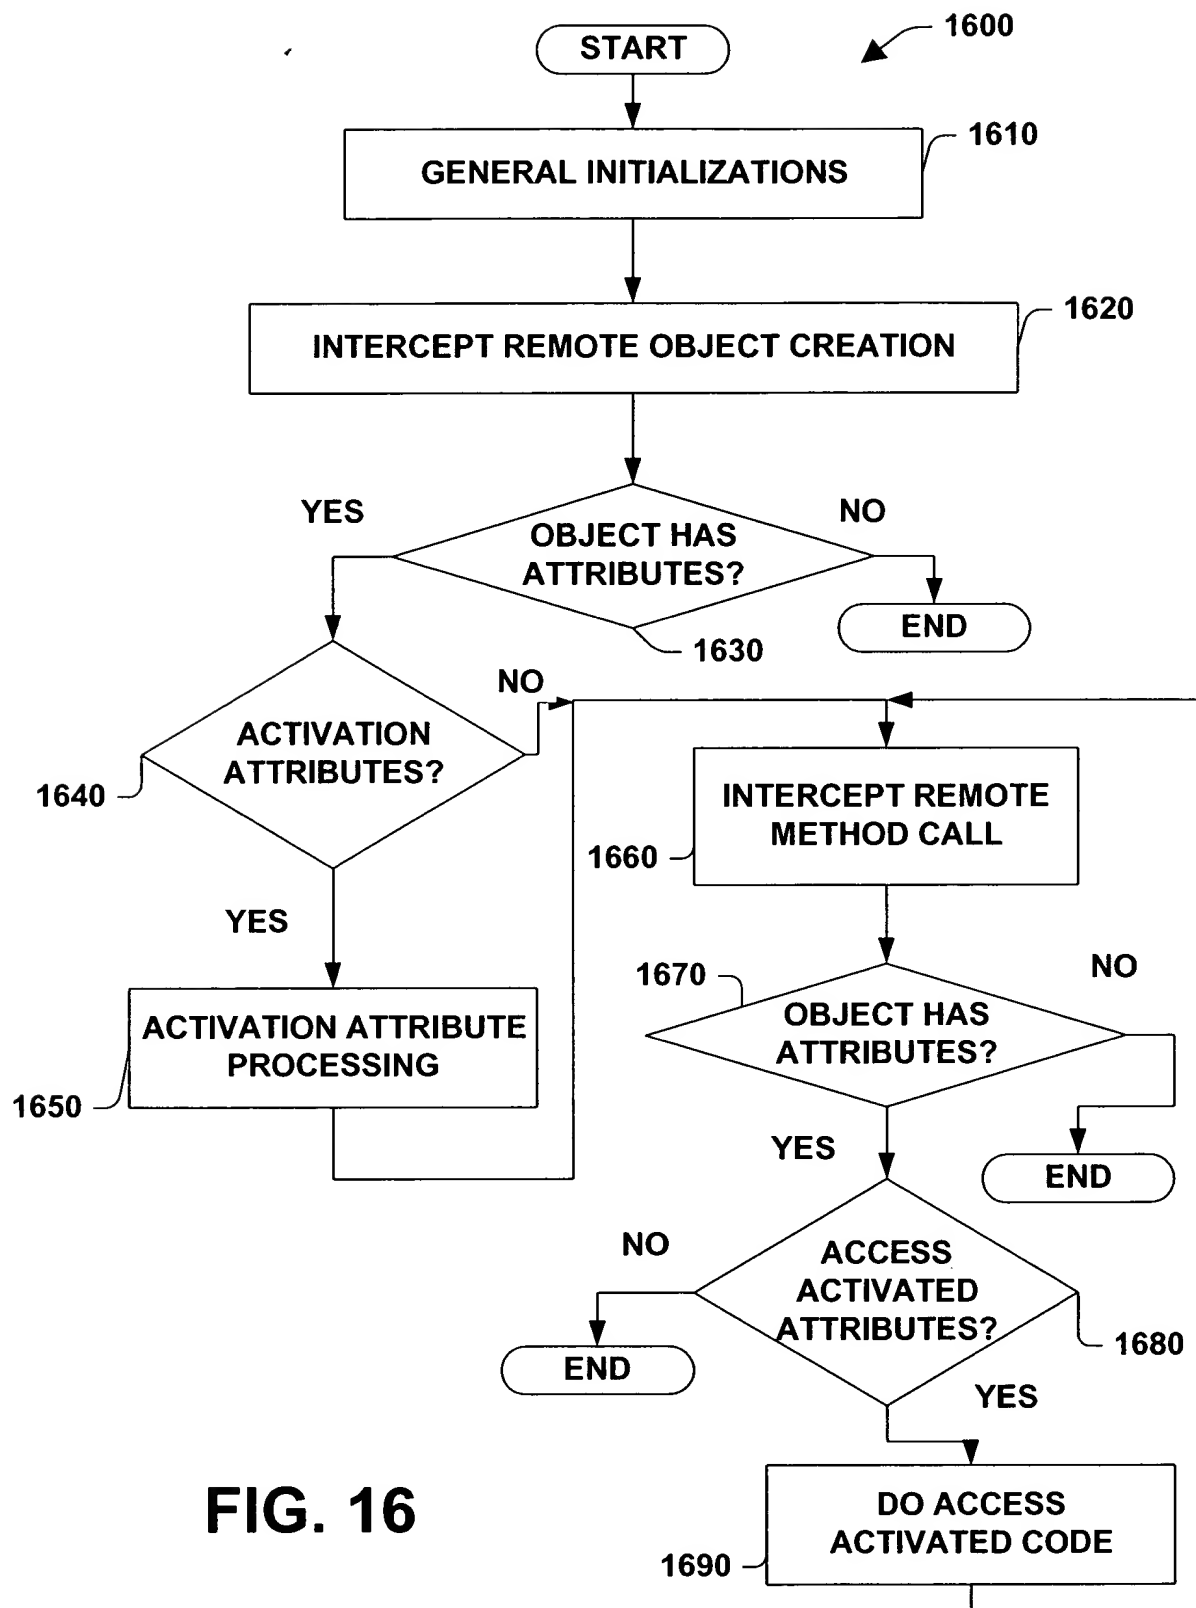 1600
START
1610
GENERAL INITIALIZATIONS
1620
INTERCEPT REMOTE OBJECT CREATION
YES
NO
OBJECT HAS
ATTRIBUTES?
END
1630
NO
ACTIVATION
ATTRIBUTES?
1640
INTERCEPT REMOTE
METHOD CALL
1660
YES
1670
NO
OBJECT HAS
ATTRIBUTES?
ACTIVATION ATTRIBUTE
PROCESSING
1650
YES
END
NO
ACCESS
ACTIVATED
ATTRIBUTES?
1680
END
YES
DO ACCESS
ACTIVATED CODE
1690
FIG. 16